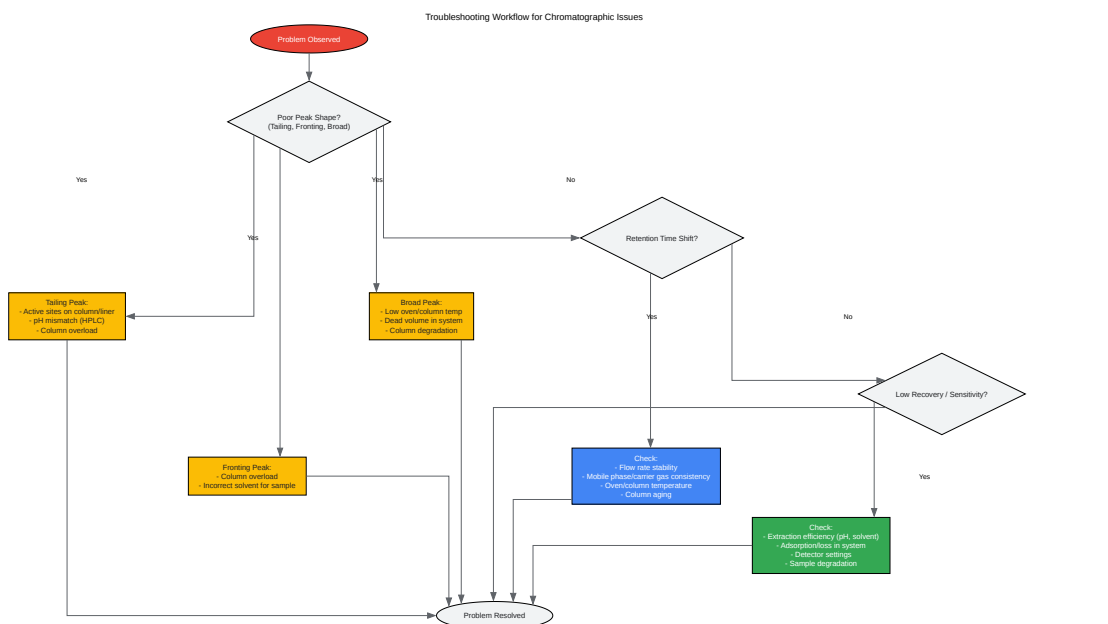 Troubleshooting Workflow for Chromatographic Issues
Problem Observed
Poor Peak Shape?
(Tailing, Fronting, Broad)
Yes
Yes
No
Yes
Retention Time Shift?
Tailing Peak:
- Active sites on column/liner
- pH mismatch (HPLC)
- Column overload
Broad Peak:
- Low oven/column temp
- Dead volume in system
- Column degradation
Yes
No
Low Recovery / Sensitivity?
Fronting Peak:
- Column overload
- Incorrect solvent for sample
Check:
- Flow rate stability
- Mobile phase/carrier gas consistency
- Oven/column temperature
- Column aging
Yes
Check:
- Extraction efficiency (pH, solvent)
- Adsorption/loss in system
- Detector settings
- Sample degradation
Problem Resolved